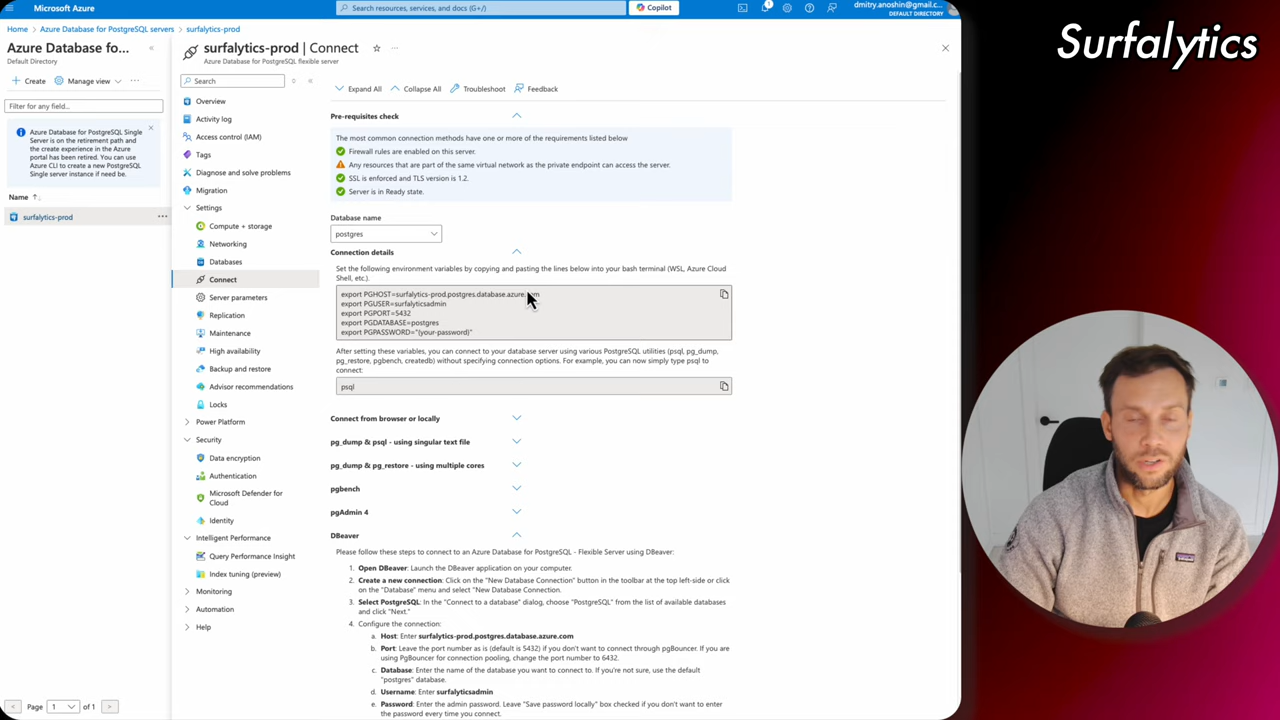 Microsoft Azure
Search resources, services, and docs (G+/)
Copilot
1
dmitry.anoshin@gmail.c...
DEFAULT DIRECTORY
Surfalytics
Home > Azure Database for PostgreSQL servers > surfalytics-prod
Azure Database fo...
Default Directory
Create
Manage view
Filter for any field...
Azure Database for PostgreSQL Single
Server is on the retirement path and
the create experience in the Azure
portal has been retired. You can
use Azure CLI to create a new PostgreSQL
Single server instance if need be.
Name
surfalytics-prod
Page
1
of 1
surfalytics-prod | Connect
Azure Database for PostgreSQL flexible server
Search
Overview
Activity log
Access control (IAM)
Tags
Diagnose and solve problems
Migration
Settings
Compute + storage
Networking
Databases
Connect
Server parameters
Replication
Maintenance
High availability
Backup and restore
Advisor recommendations
Locks
Power Platform
Security
Data encryption
Authentication
Microsoft Defender for
Cloud
Identity
Intelligent Performance
Query Performance Insight
Index tuning (preview)
Monitoring
Automation
Help
Expand All
Collapse All
Troubleshoot
Feedback
Pre-requisites check
The most common connection methods have one or more of the requirements listed below
Firewall rules are enabled on this server.
Any resources that are part of the same virtual network as the private endpoint can access the server.
SSL is enforced and TLS version is 1.2.
Server is in Ready state.
Database name
postgres
Connection details
Set the following environment variables by copying and pasting the lines below into your bash terminal (WSL, Azure Cloud
Shell, etc.).
export PGHOST=surfalytics-prod.postgres.database.azure.com
export PGUSER=surfalyticsadmin
export PGPORT=5432
export PGDATABASE=postgres
export PGPASSWORD="{your-password}"
After setting these variables, you can connect to your database server using various PostgreSQL utilities (psql, pg_dump,
pg_restore, pgbench, createdb) without specifying connection options. For example, you can now simply type psql to
connect:
psql
Connect from browser or locally
pg_dump & psql - using singular text file
pg_dump & pg_restore - using multiple cores
pgbench
pgAdmin 4
DBeaver
Please follow these steps to connect to an Azure Database for PostgreSQL - Flexible Server using DBeaver:
1. Open DBeaver: Launch the DBeaver application on your computer.
2. Create a new connection: Click on the "New Database Connection" button in the toolbar at the top left-side or click
on the "Database" menu and select "New Database Connection.
3. Select PostgreSQL: In the "Connect to a database" dialog, choose "PostgreSQL" from the list of available databases
and click "Next."
4. Configure the connection:
a. Host: Enter surfalytics-prod.postgres.database.azure.com
b. Port: Leave the port number as is (default is 5432) if you don't want to connect through pgBouncer. If you are
using PgBouncer for connection pooling, change the port number to 6432.
c. Database: Enter the name of the database you want to connect to. If you're not sure, use the default
"postgres" database.
d. Username: Enter surfalyticsadmin
e. Password: Enter the admin password. Leave "Save password locally" box checked if you don't want to enter
the password every time you connect.